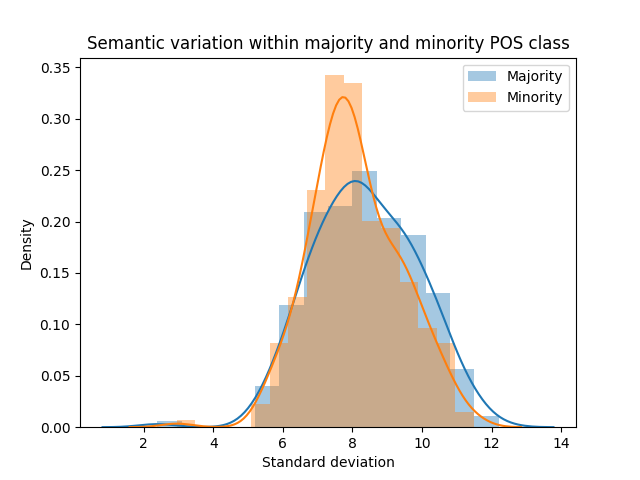 Semantic variation within majority and minority POS class
Majority
Minority
0.35
0.30
0.25
0.20
0.15
0.10
0.05
0.00
Density
2 4 6 8 10 12 14
Standard deviation